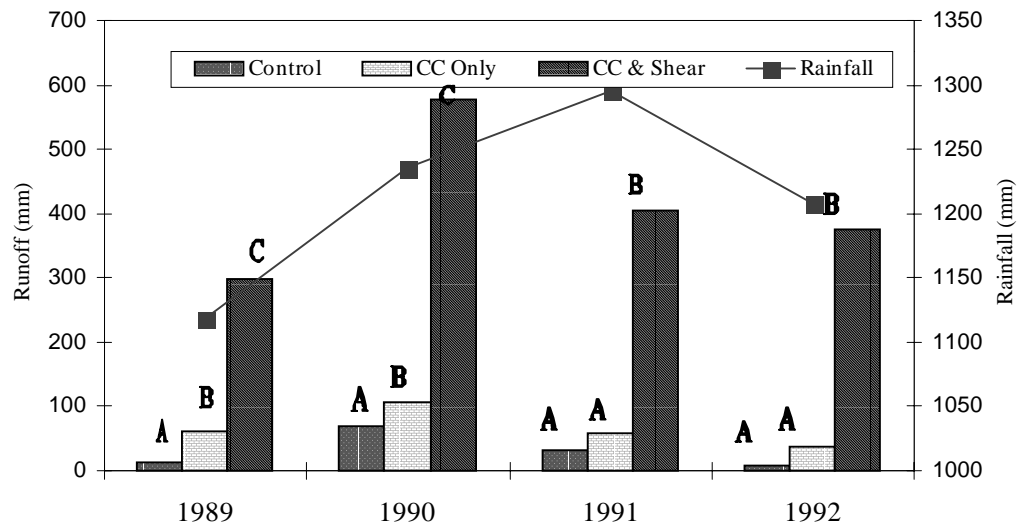 700
600
500
400
300
200
100
0
Runoff (mm)
1350
1300
1250
1200
1150
1100
1050
1000
Rainfall (mm)
Control CC Only CC & Shear Rainfall
A B C
A B C
A A B
A A B
1989 1990 1991 1992